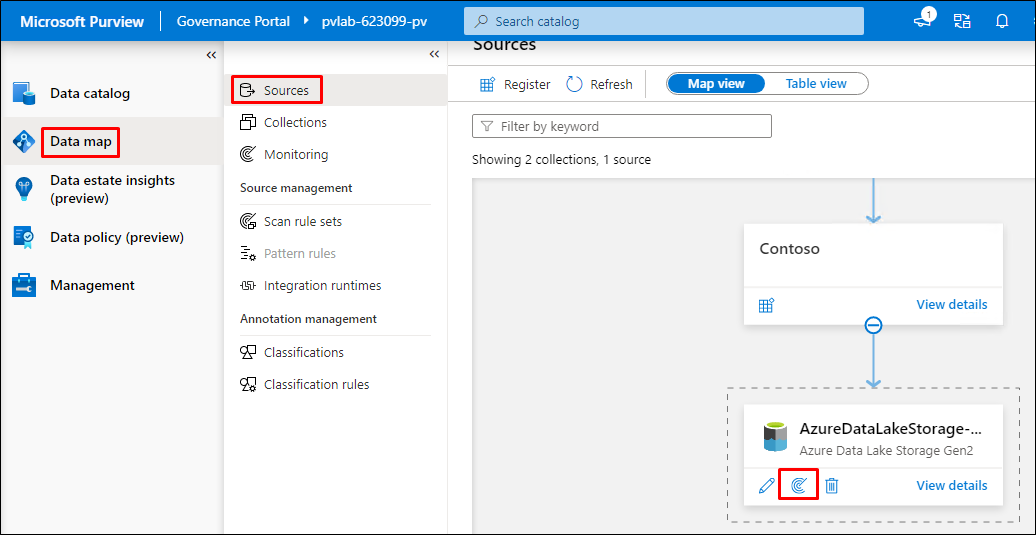 Microsoft Purview Governance Portal pvlab-623099-pv Search catalog 1
Data catalog
Data map
Data estate insights
(preview)
Data policy (preview)
Management
Sources
Collections
Monitoring
Source management
Scan rule sets
Pattern rules
Integration runtimes
Annotation management
Classifications
Classification rules
Sources
Register Refresh Map view Table view
Filter by keyword
Showing 2 collections, 1 source
Contoso
View details
AzureDataLakeStorage-...
Azure Data Lake Storage Gen2
View details